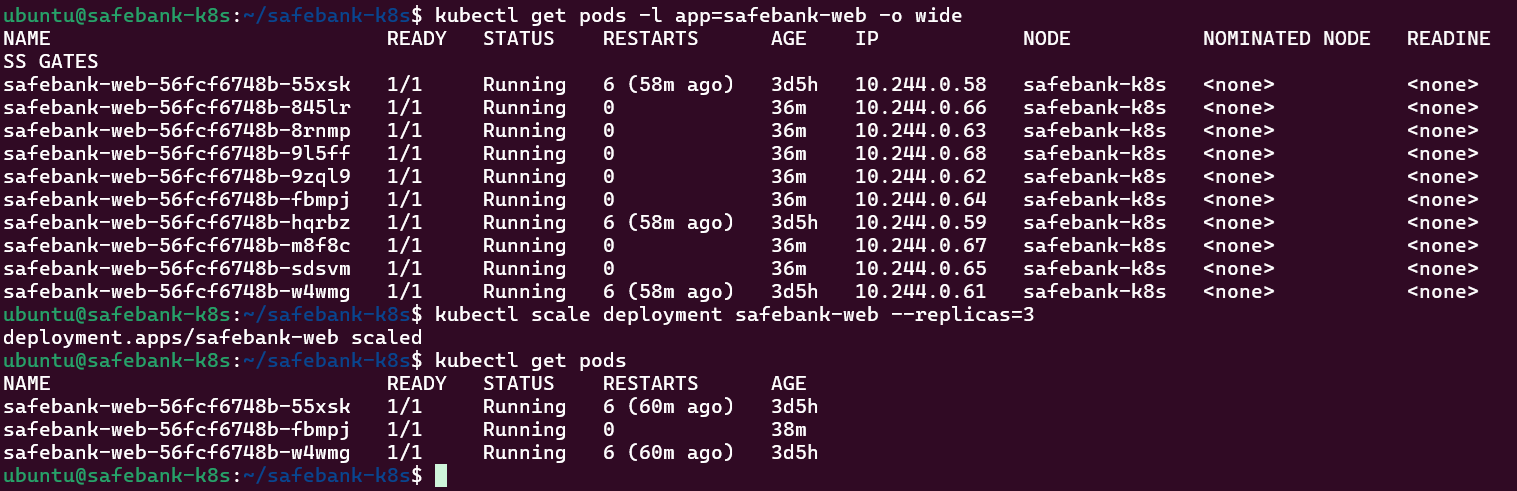 ubuntu@safebank-k8s:~/safebank-k8s$ kubectl get pods -l app=safebank-web -o wide
NAME                            READY   STATUS    RESTARTS      AGE    IP            NODE           NOMINATED NODE   READINE
SS GATES
safebank-web-56fcf6748b-55xsk   1/1     Running   6 (58m ago)   3d5h   10.244.0.58   safebank-k8s   <none>           <none>
safebank-web-56fcf6748b-845lr   1/1     Running   0             36m    10.244.0.66   safebank-k8s   <none>           <none>
safebank-web-56fcf6748b-8rnmp   1/1     Running   0             36m    10.244.0.63   safebank-k8s   <none>           <none>
safebank-web-56fcf6748b-9l5ff   1/1     Running   0             36m    10.244.0.68   safebank-k8s   <none>           <none>
safebank-web-56fcf6748b-9zql9   1/1     Running   0             36m    10.244.0.62   safebank-k8s   <none>           <none>
safebank-web-56fcf6748b-fbmpj   1/1     Running   0             36m    10.244.0.64   safebank-k8s   <none>           <none>
safebank-web-56fcf6748b-hqrbz   1/1     Running   6 (58m ago)   3d5h   10.244.0.59   safebank-k8s   <none>           <none>
safebank-web-56fcf6748b-m8f8c   1/1     Running   0             36m    10.244.0.67   safebank-k8s   <none>           <none>
safebank-web-56fcf6748b-sdsvm   1/1     Running   0             36m    10.244.0.65   safebank-k8s   <none>           <none>
safebank-web-56fcf6748b-w4wmg   1/1     Running   6 (58m ago)   3d5h   10.244.0.61   safebank-k8s   <none>           <none>
ubuntu@safebank-k8s:~/safebank-k8s$ kubectl scale deployment safebank-web --replicas=3
deployment.apps/safebank-web scaled
ubuntu@safebank-k8s:~/safebank-k8s$ kubectl get pods
NAME                            READY   STATUS    RESTARTS      AGE
safebank-web-56fcf6748b-55xsk   1/1     Running   6 (60m ago)   3d5h
safebank-web-56fcf6748b-fbmpj   1/1     Running   0             38m
safebank-web-56fcf6748b-w4wmg   1/1     Running   6 (60m ago)   3d5h
ubuntu@safebank-k8s:~/safebank-k8s$